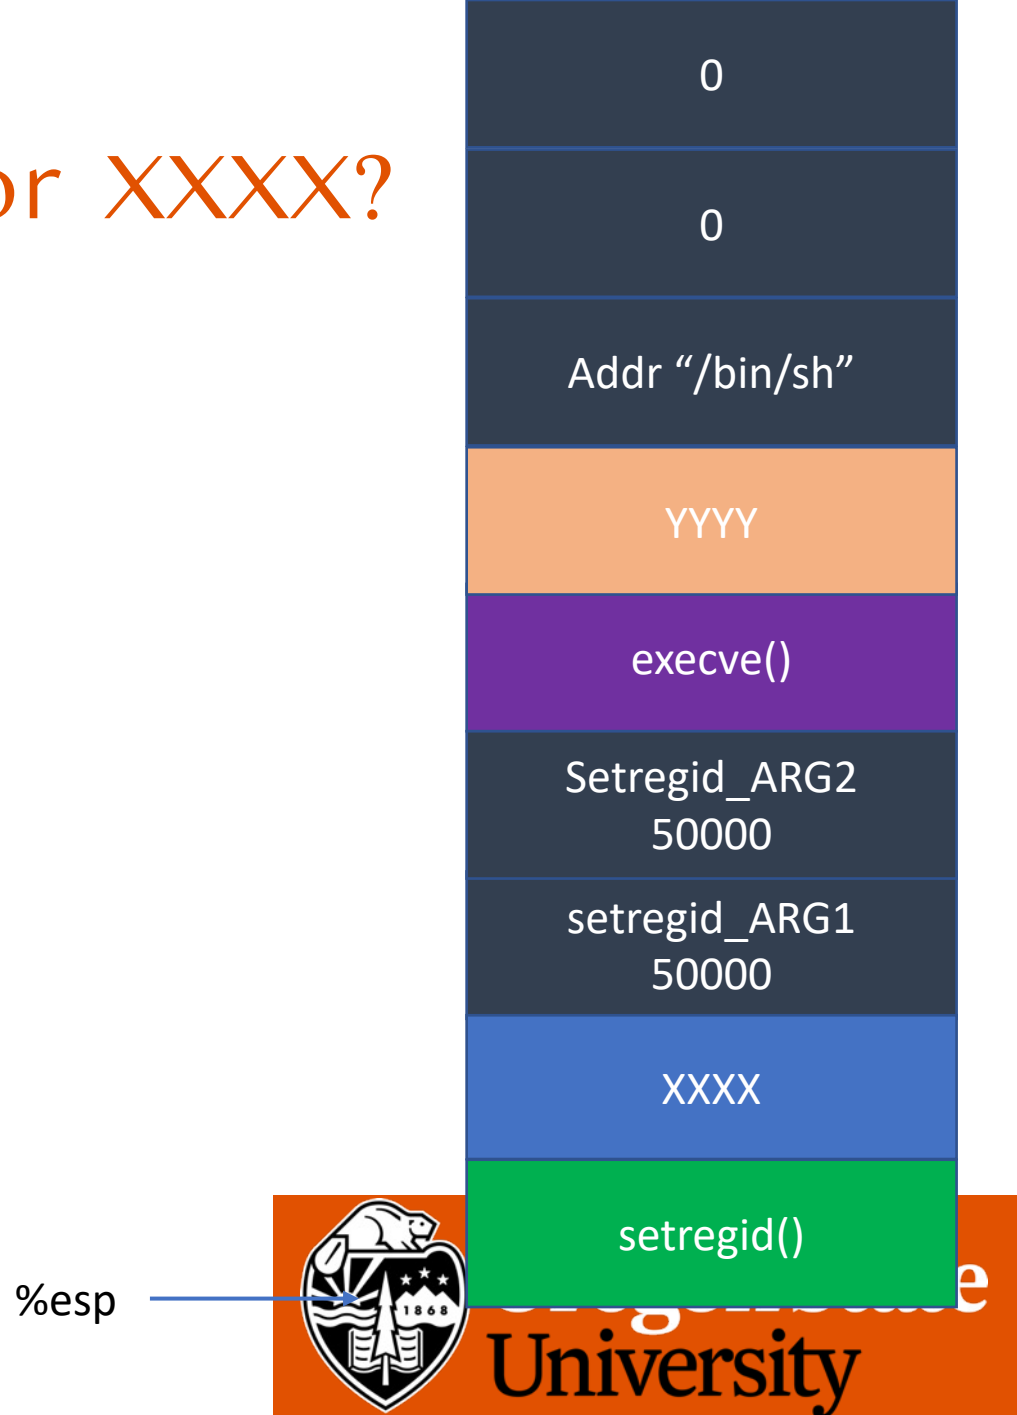 or XXXX?
0
0
Addr “/bin/sh”
YYYY
execve()
Setregid_ARG2
50000
setregid_ARG1
50000
XXXX
setregid()
%esp
1868
University